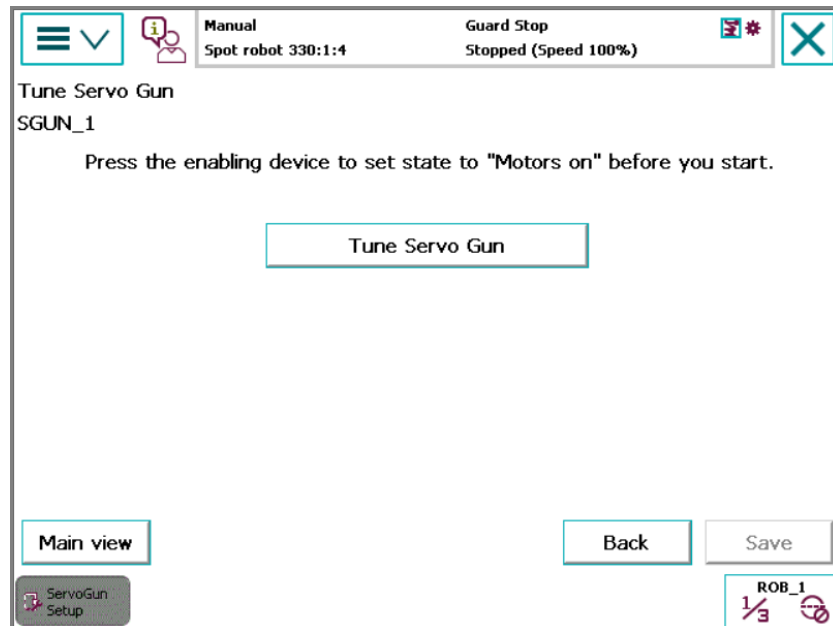 Manual
Guard Stop
Spot robot 330:1:4
Stopped (Speed 100%)
Tune Servo Gun
SGUN_1
Press the enabling device to set state to "Motors on" before you start.
Tune Servo Gun
Main view
Back
Save
ServoGun
Setup
ROB_1
1/3